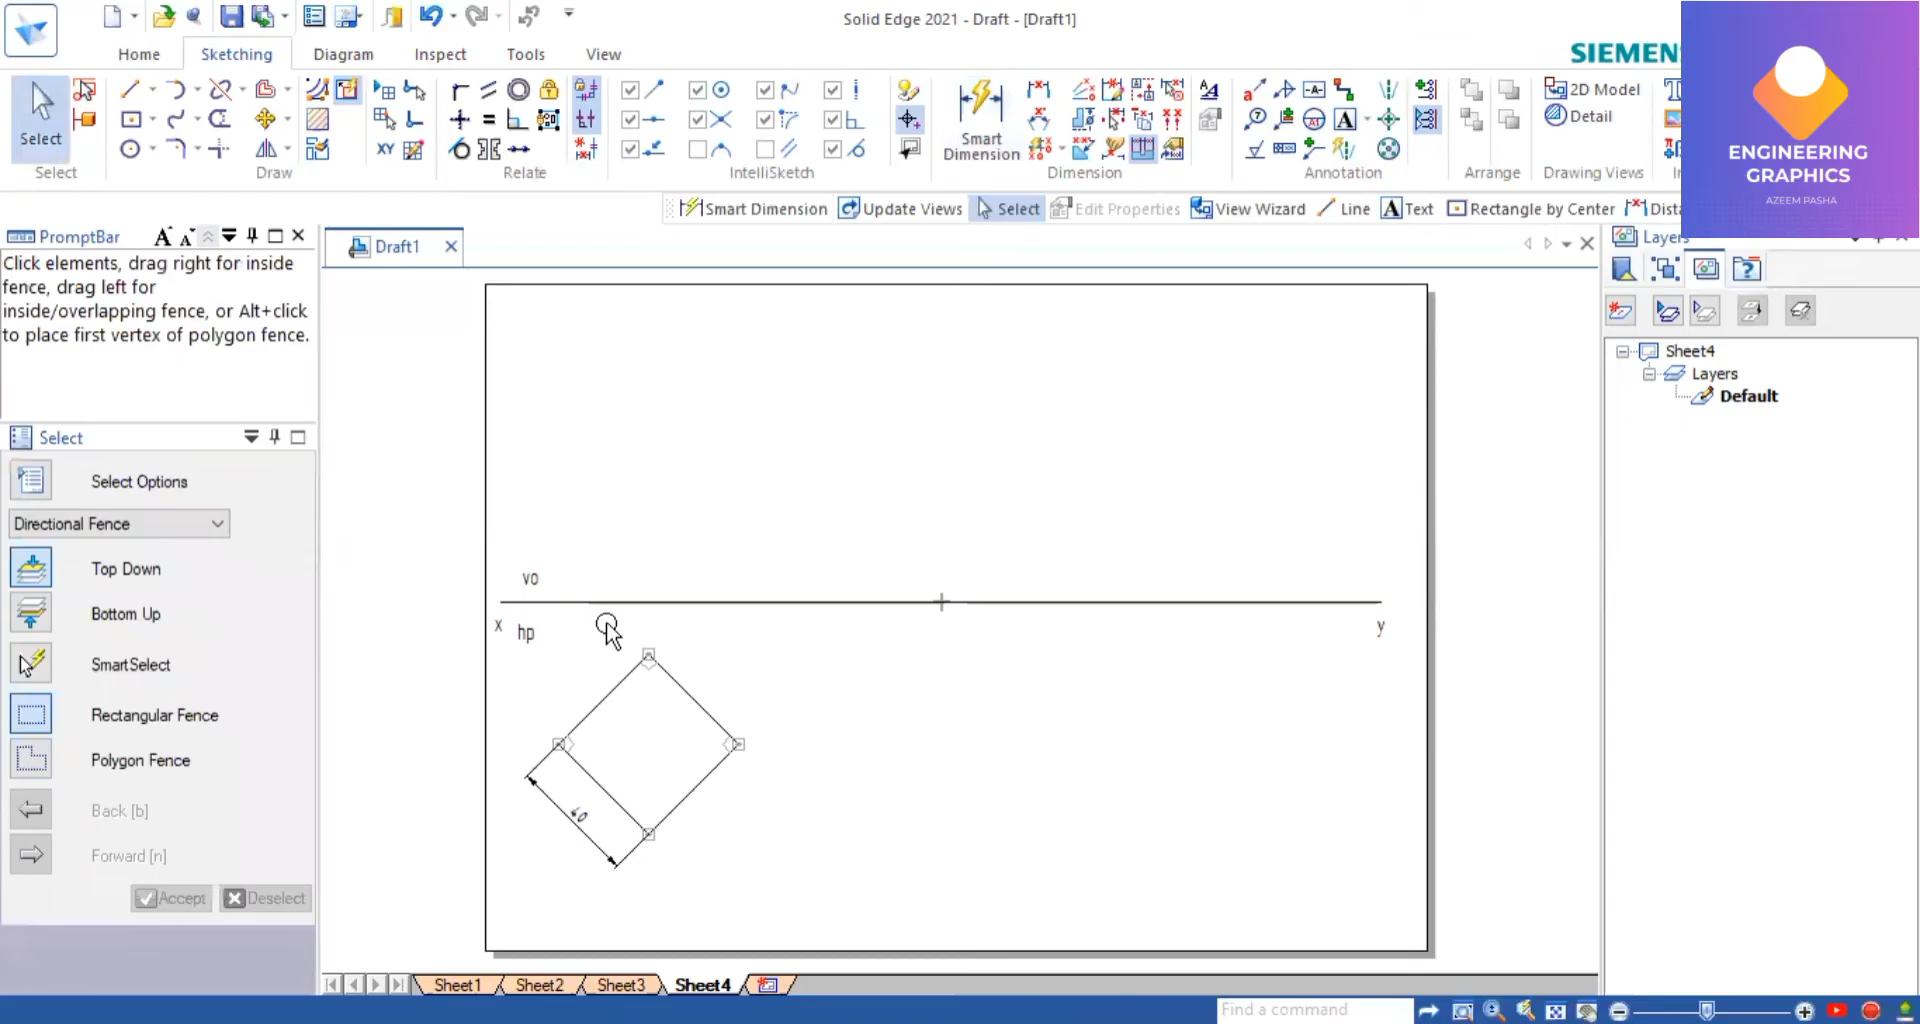 Solid Edge 2021 - Draft - [Draft1]
SIEMENS
Home Sketching Diagram Inspect Tools View
Select
Smart Dimension
2D Model
Detail
Select Draw Relate IntelliSketch Dimension Annotation Arrange Drawing Views
ENGINEERING
GRAPHICS
AZEEM PASHA
Smart Dimension Update Views Select Edit Properties View Wizard Line Text Rectangle by Center
PromptBar
Draft1
Layers
Click elements, drag right for inside
fence, drag left for
inside/overlapping fence, or Alt+click
to place first vertex of polygon fence.
Select
Select Options
Directional Fence
Top Down
Bottom Up
SmartSelect
Rectangular Fence
Polygon Fence
Back [b]
Forward [n]
Accept Deselect
x
hp
y
Sheet4
Layers
Default
Sheet1 Sheet2 Sheet3 Sheet4
Find a command